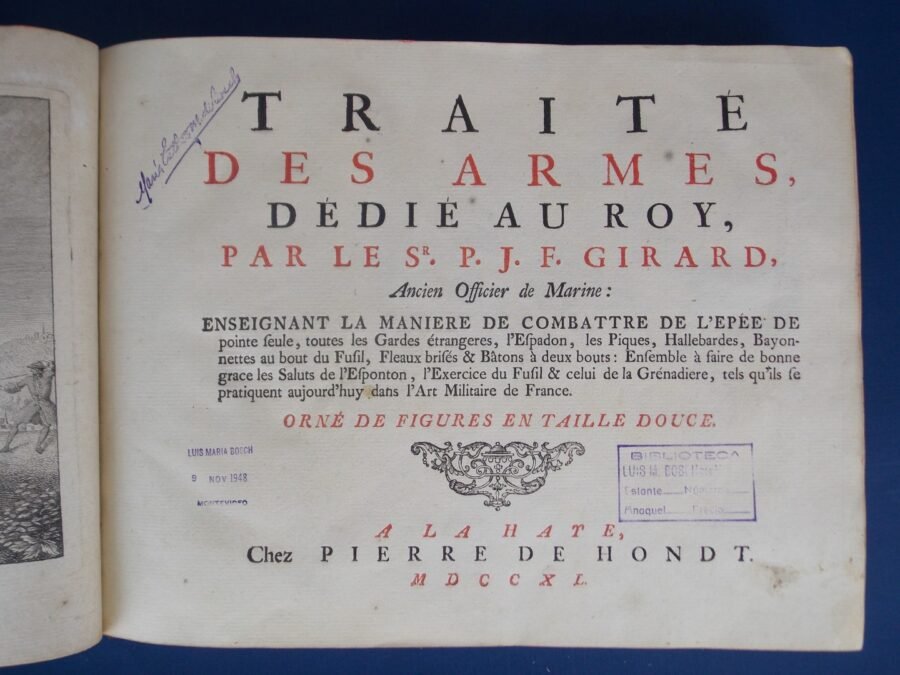 TRAITÉ
DES ARMES,
DÉDIÉ AU ROY,
PAR LE SR. P. J. F. GIRARD,
Ancien Officier de Marine:
ENSEIGNANT LA MANIERE DE COMBATTRE DE L'EPÉE DE
pointe ſeule, toutes les Gardes étrangeres, l'Eſpadon, les Piques, Hallebardes, Bayon-
nettes au bout du Fuſil, Fleaux briſés & Bâtons à deux bouts: Enſemble à faire de bonne
grace les Saluts de l'Eſponton, l'Exercice du Fuſil & celui de la Grénadiere, tels qu'ils ſe
pratiquent aujourd'huy dans l'Art Militaire de France.
ORNÉ DE FIGURES EN TAILLE DOUCE.
LUIS MARIA BOSCH
9 NOV 1948
MONTEVIDEO
BIBLIOTECA
LUIS M.
Estante
Anaquel
A LA HAYE,
Chez PIERRE DE HONDT.
MDCCXL.